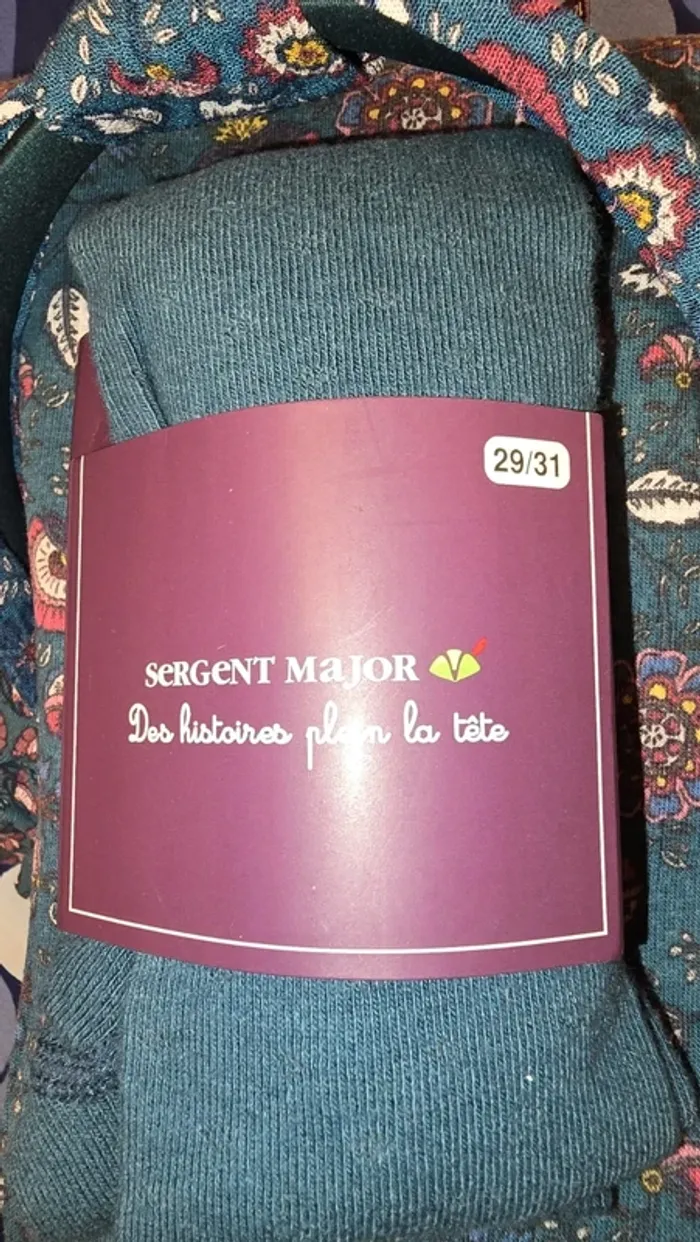 29/31
SeRGeNT MaJOR
Des histoires plein la tête